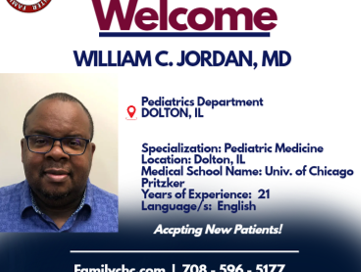 Welcome
WILLIAM C. JORDAN, MD
Pediatrics Department
DOLTON, IL
Specialization: Pediatric Medicine
Location: Dolton, IL
Medical School Name: Univ. of Chicago
Pritzker
Years of Experience: 21
Language/s: English
Accpting New Patients!
Familychc.com | 708 - 596 - 5177